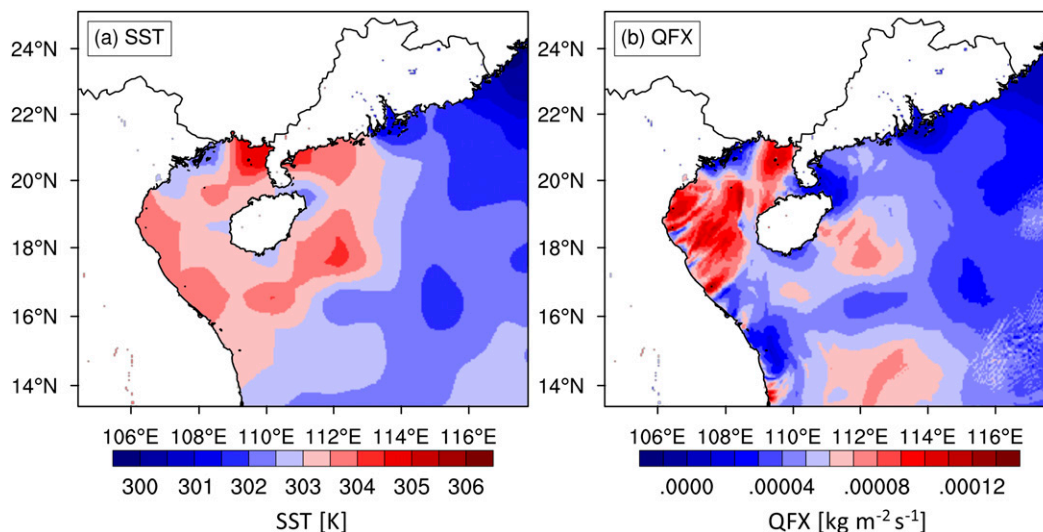 (a) SST
(b) QFX
24°N
22°N
20°N
18°N
16°N
14°N
24°N
22°N
20°N
18°N
16°N
14°N
106°E 108°E 110°E 112°E 114°E 116°E
106°E 108°E 110°E 112°E 114°E 116°E
300 301 302 303 304 305 306
.0000 .00004 .00008 .00012
SST [K]
QFX [kg m⁻² s⁻¹]